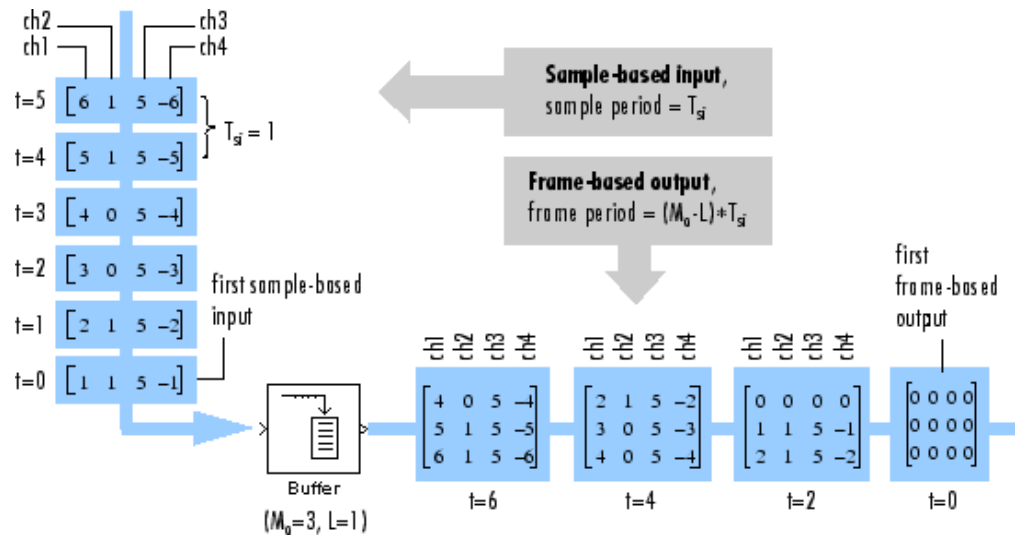 ch2
ch1
ch3
ch4
t=5 [6 1 5 −6]
T_si = 1
t=4 [5 1 5 −5]
t=3 [4 0 5 −4]
t=2 [3 0 5 −3]
t=1 [2 1 5 −2]
t=0 [1 1 5 −1]
first sample-based
input
Sample-based input,
sample period = T_si
Frame-based output,
frame period = (M_o-L)*T_si
first
frame-based
output
ch1 ch2 ch3 ch4
4 0 5 −4
5 1 5 −5
6 1 5 −6
t=6
ch1 ch2 ch3 ch4
2 1 5 −2
3 0 5 −3
4 0 5 −4
t=4
ch1 ch2 ch3 ch4
0 0 0 0
1 1 5 −1
2 1 5 −2
t=2
0 0 0 0
0 0 0 0
0 0 0 0
t=0
Buffer
(M_o=3, L=1)